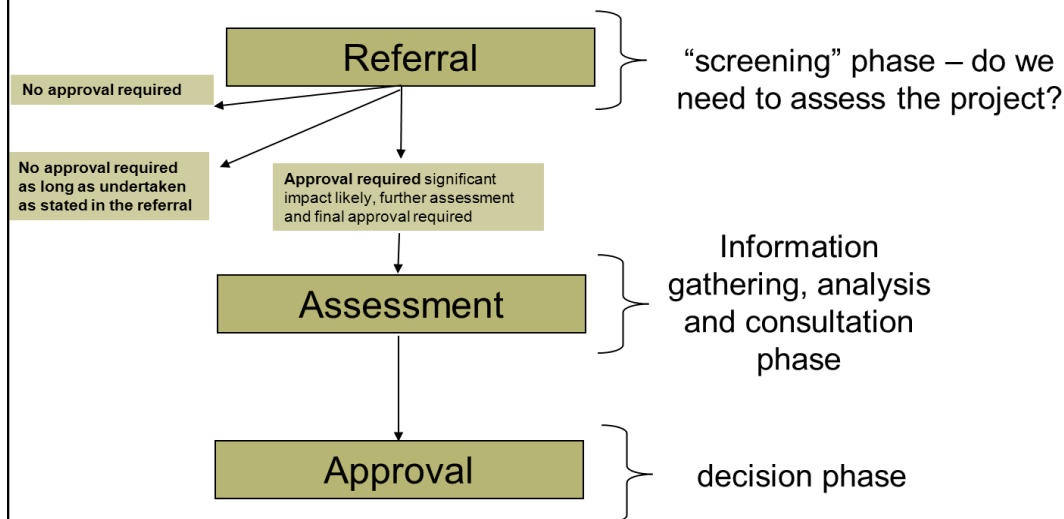 Referral
“screening” phase – do we
need to assess the project?
No approval required
No approval required
as long as undertaken
as stated in the referral
Approval required significant
impact likely, further assessment
and final approval required
Assessment
Information
gathering, analysis
and consultation
phase
Approval
decision phase